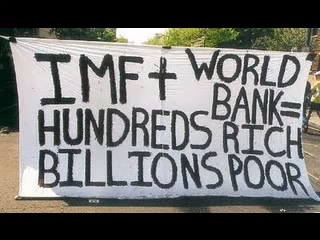 IMF + WORLD
BANK =
HUNDREDS RICH
BILLIONS POOR